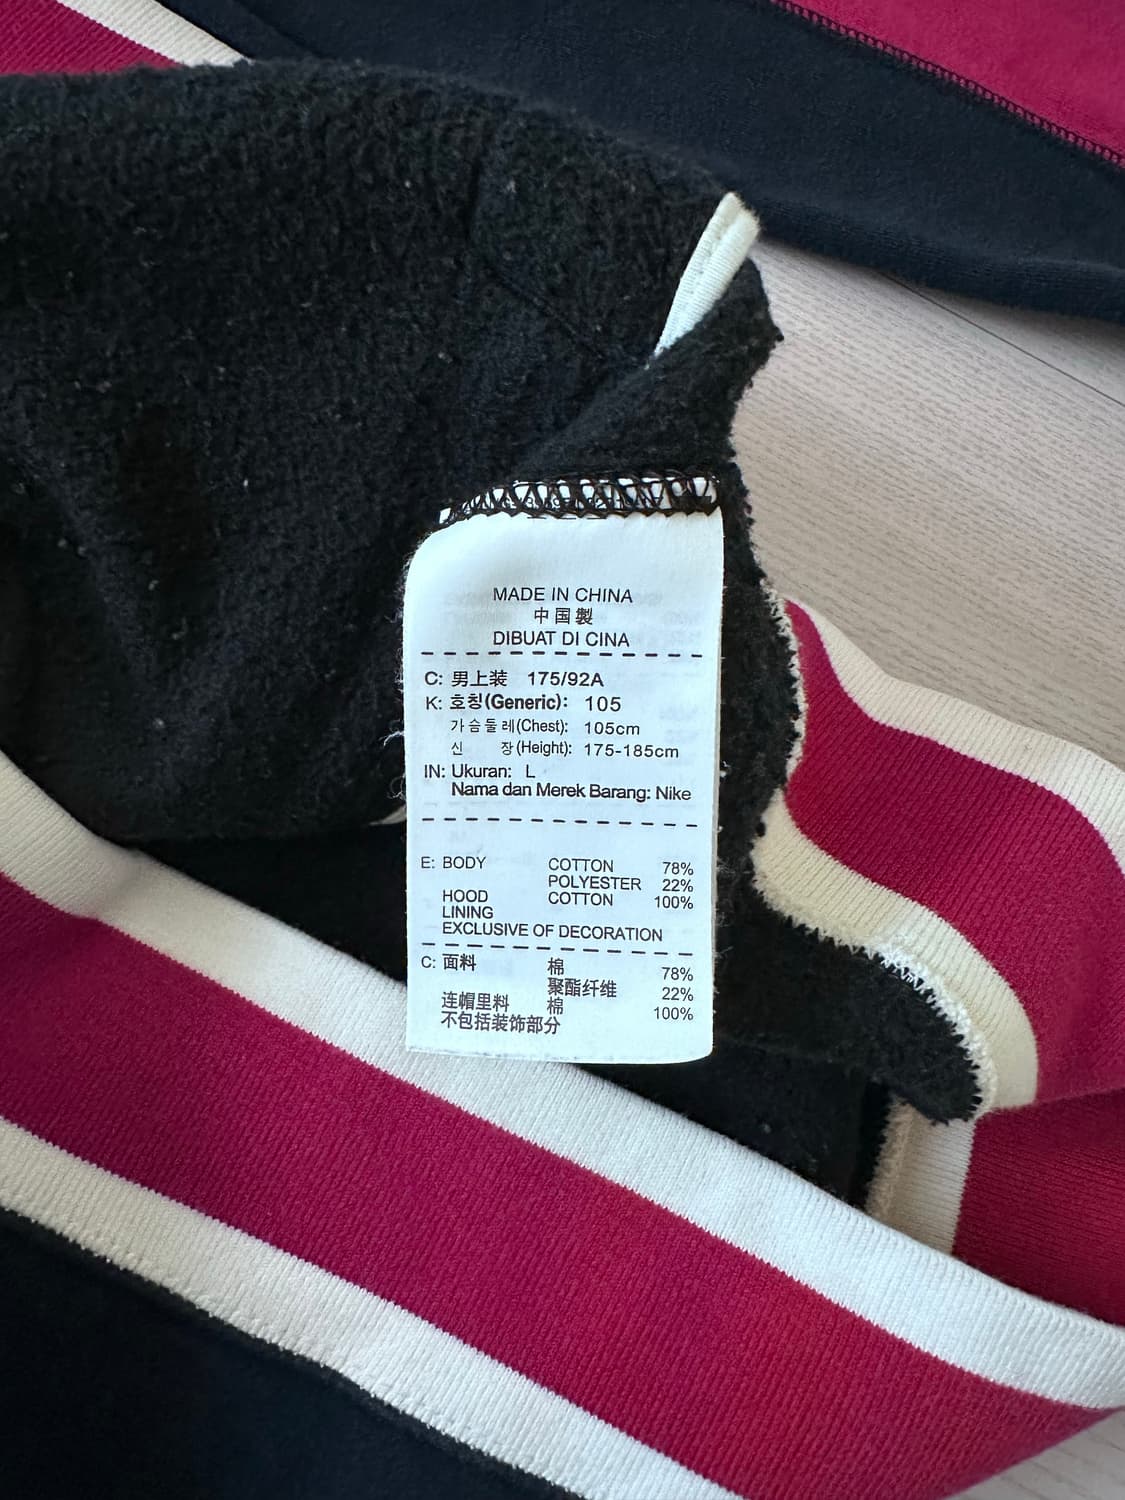 MADE IN CHINA
中国製
DIBUAT DI CINA
C: 男上装 175/92A
K: 호칭(Generic): 105
가슴둘레(Chest): 105cm
신 장(Height): 175-185cm
IN: Ukuran: L
Nama dan Merek Barang: Nike
E: BODY COTTON 78%
POLYESTER 22%
HOOD COTTON 100%
LINING
EXCLUSIVE OF DECORATION
C: 面料 棉 78%
聚酯纤维 22%
连帽里料 棉 100%
不包括装饰部分